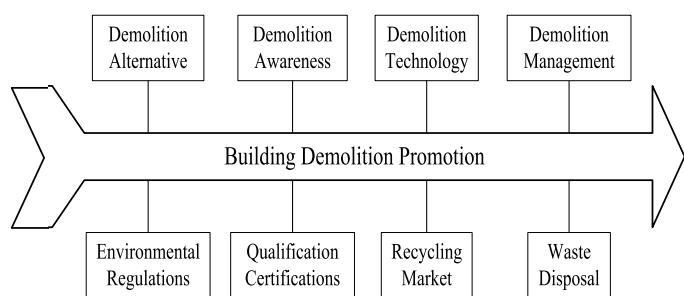 Demolition
Alternative
Demolition
Awareness
Demolition
Technology
Demolition
Management
Building Demolition Promotion
Environmental
Regulations
Qualification
Certifications
Recycling
Market
Waste
Disposal